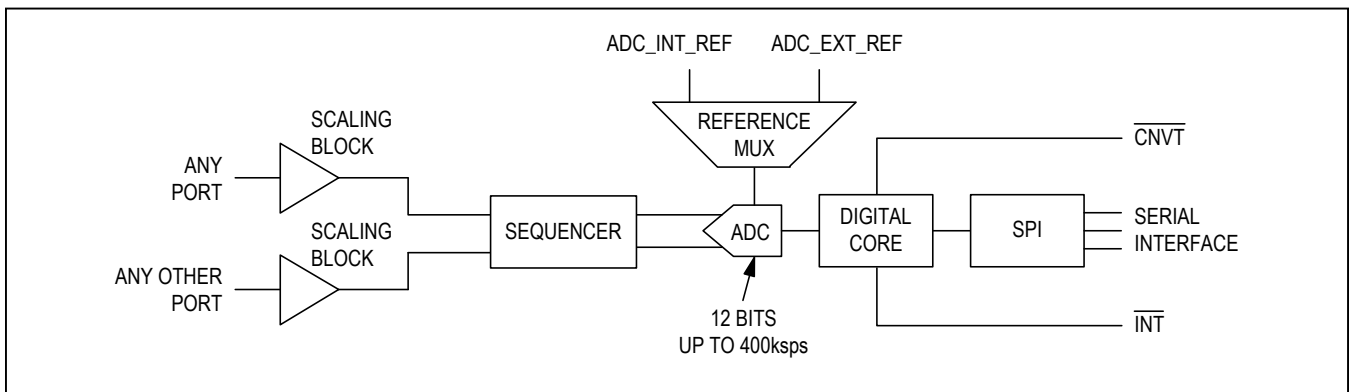 ADC_INT_REF
ADC_EXT_REF
REFERENCE
MUX
SCALING
BLOCK
ANY
PORT
SCALING
BLOCK
ANY OTHER
PORT
SEQUENCER
ADC
12 BITS
UP TO 400ksps
DIGITAL
CORE
SPI
CNVT
SERIAL
INTERFACE
INT